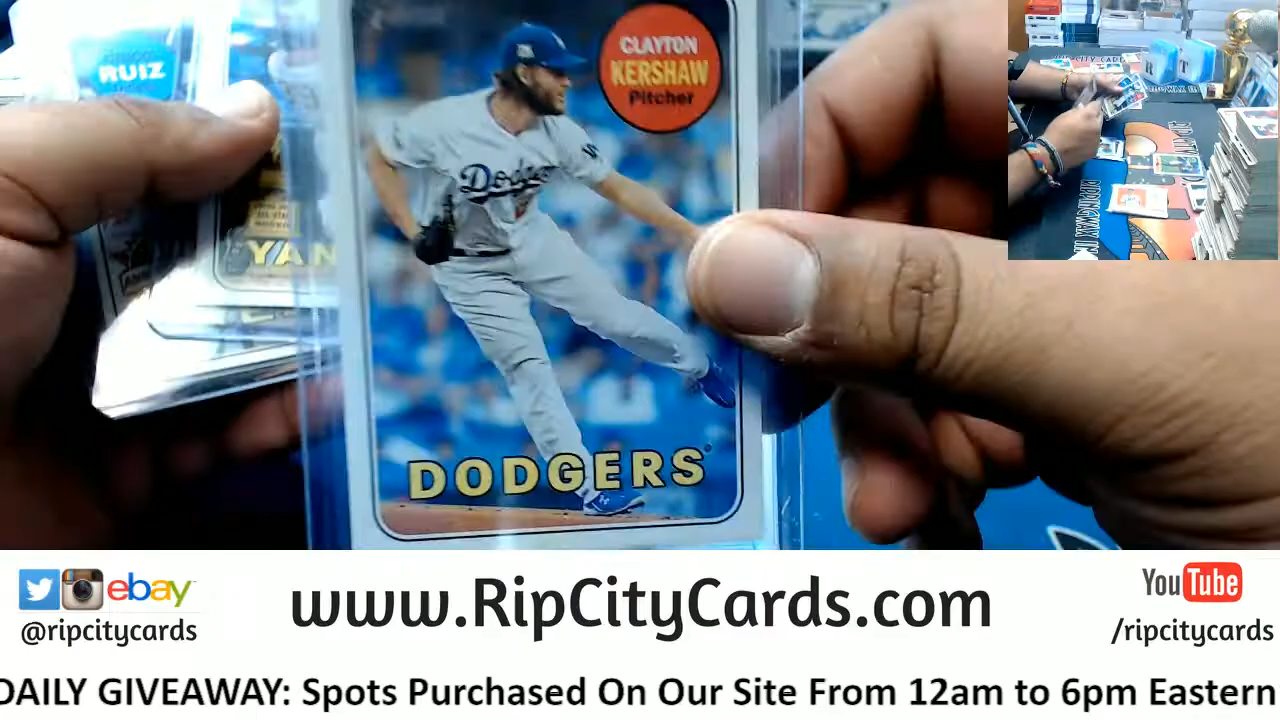 RUIZ
CLAYTON
KERSHAW
Pitcher
Dodgers
YAN
DODGERS
ebay
@ripcitycards
www.RipCityCards.com
YouTube
/ripcitycards
DAILY GIVEAWAY: Spots Purchased On Our Site From 12am to 6pm Eastern